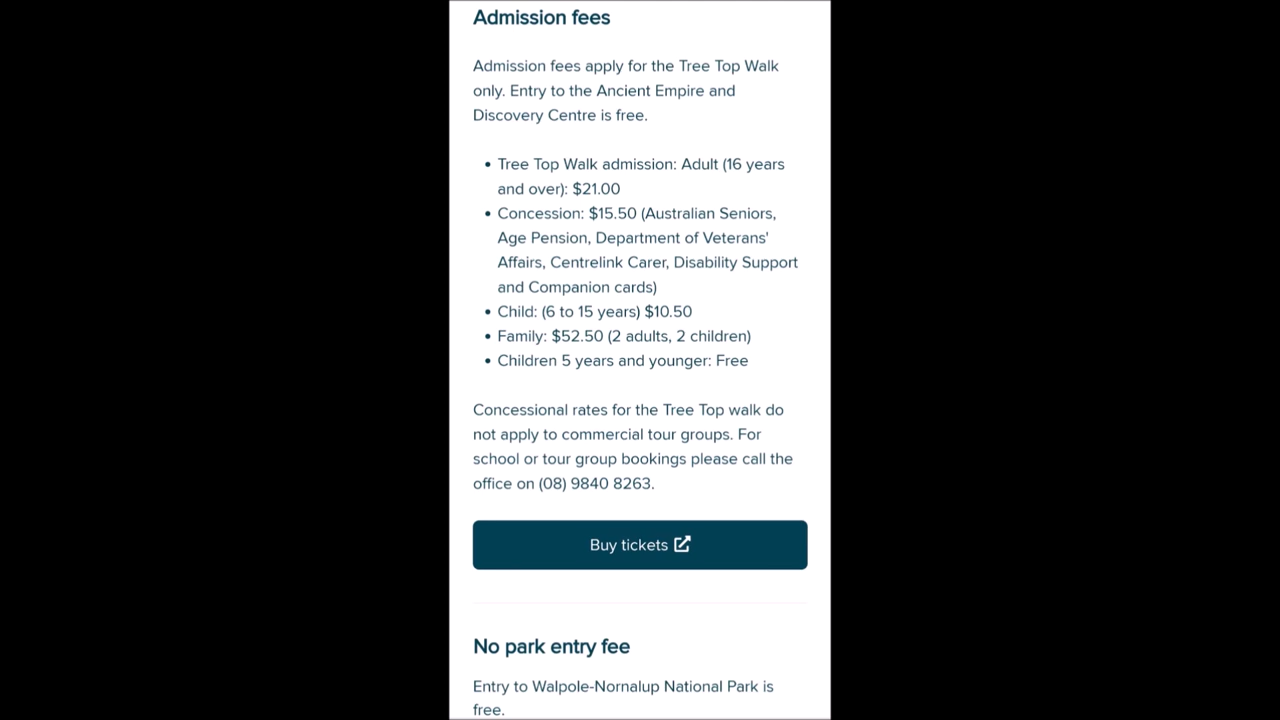 Admission fees
Admission fees apply for the Tree Top Walk
only. Entry to the Ancient Empire and
Discovery Centre is free.
• Tree Top Walk admission: Adult (16 years
and over): $21.00
• Concession: $15.50 (Australian Seniors,
Age Pension, Department of Veterans'
Affairs, Centrelink Carer, Disability Support
and Companion cards)
• Child: (6 to 15 years) $10.50
• Family: $52.50 (2 adults, 2 children)
• Children 5 years and younger: Free
Concessional rates for the Tree Top walk do
not apply to commercial tour groups. For
school or tour group bookings please call the
office on (08) 9840 8263.
Buy tickets
No park entry fee
Entry to Walpole-Nornalup National Park is
free.